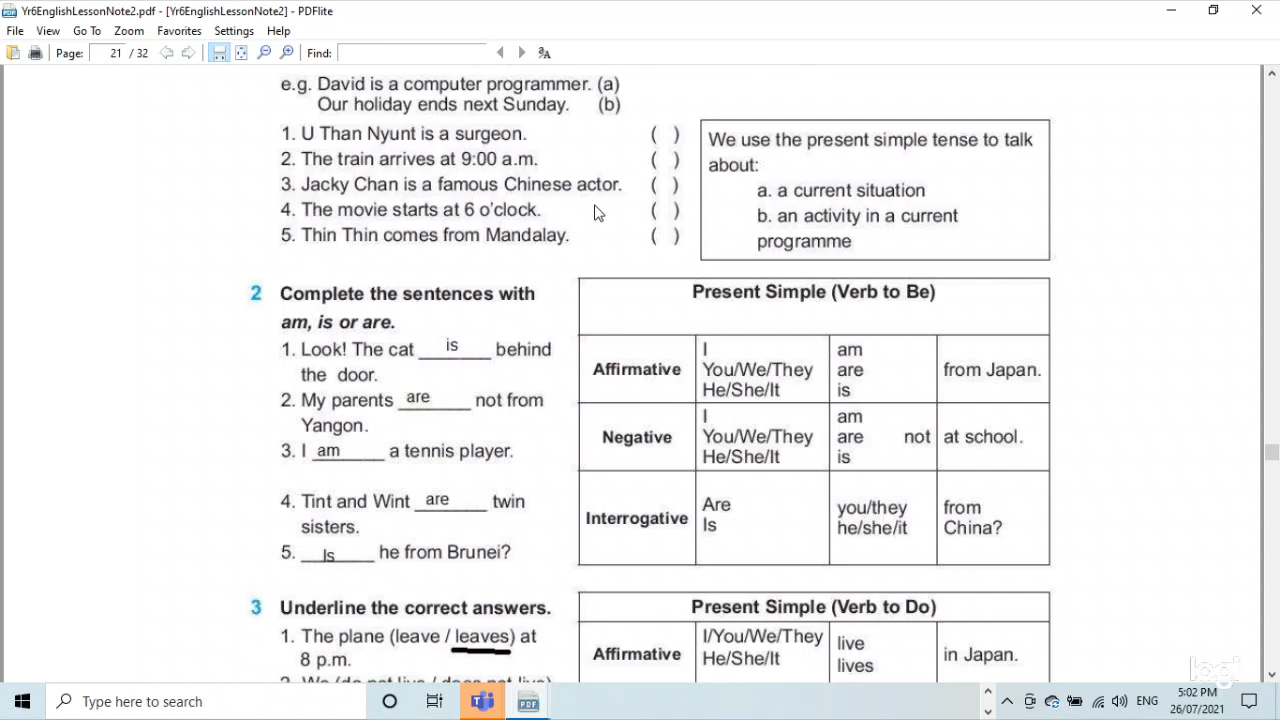 Yr6EnglishLessonNote2.pdf - [Yr6EnglishLessonNote2] - PDFlite
File View Go To Zoom Favorites Settings Help
Page: 21 / 32 Find:
e.g. David is a computer programmer. (a)
Our holiday ends next Sunday. (b)
1. U Than Nyunt is a surgeon. ( )
2. The train arrives at 9:00 a.m. ( )
3. Jacky Chan is a famous Chinese actor. ( )
4. The movie starts at 6 o'clock. ( )
5. Thin Thin comes from Mandalay. ( )
We use the present simple tense to talk
about:
a. a current situation
b. an activity in a current
programme
2 Complete the sentences with
am, is or are.
1. Look! The cat is behind
the door.
2. My parents are not from
Yangon.
3. I am a tennis player.
4. Tint and Wint are twin
sisters.
5. Is he from Brunei?
Present Simple (Verb to Be)
Affirmative
I
You/We/They
He/She/It
am
are
is
from Japan.
Negative
I
You/We/They
He/She/It
am
are not
is
at school.
Interrogative
Are
Is
you/they
he/she/it
from
China?
3 Underline the correct answers.
1. The plane (leave / leaves) at
8 p.m.
2. We (do not live / does not live)
Present Simple (Verb to Do)
Affirmative
I/You/We/They
He/She/It
live
lives
in Japan.
Type here to search
ENG
5:02 PM
26/07/2021